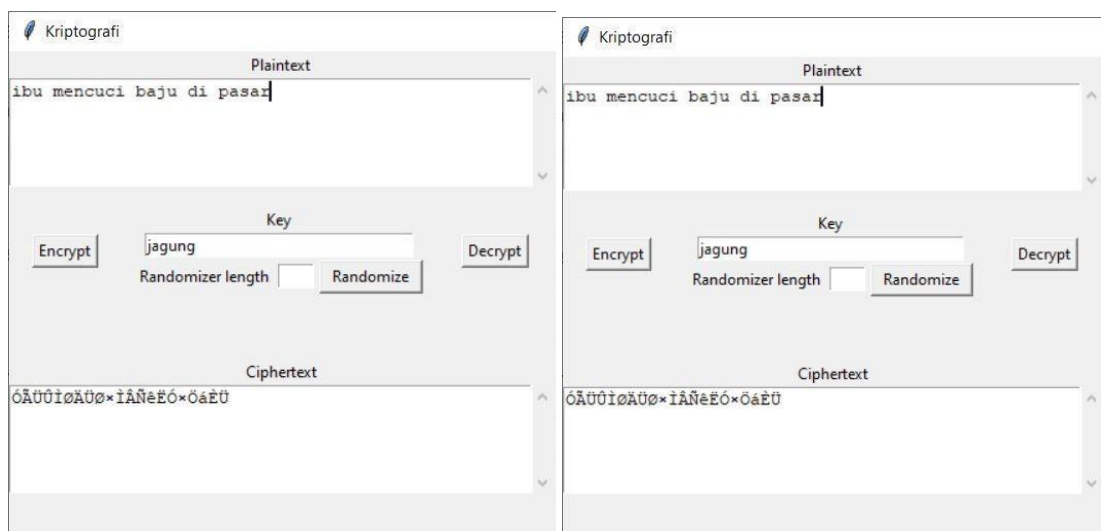 Kriptografi
Plaintext
ibu mencuci baju di pasar
Key
Encrypt
jagung
Decrypt
Randomizer length
Randomize
Ciphertext
ÓÃÜÛÌØÄÜØ×ÌÂÑêËÓ×ÖáÈÜ
Kriptografi
Plaintext
ibu mencuci baju di pasar
Key
Encrypt
jagung
Decrypt
Randomizer length
Randomize
Ciphertext
ÓÃÜÛÌØÄÜØ×ÌÂÑêËÓ×ÖáÈÜ